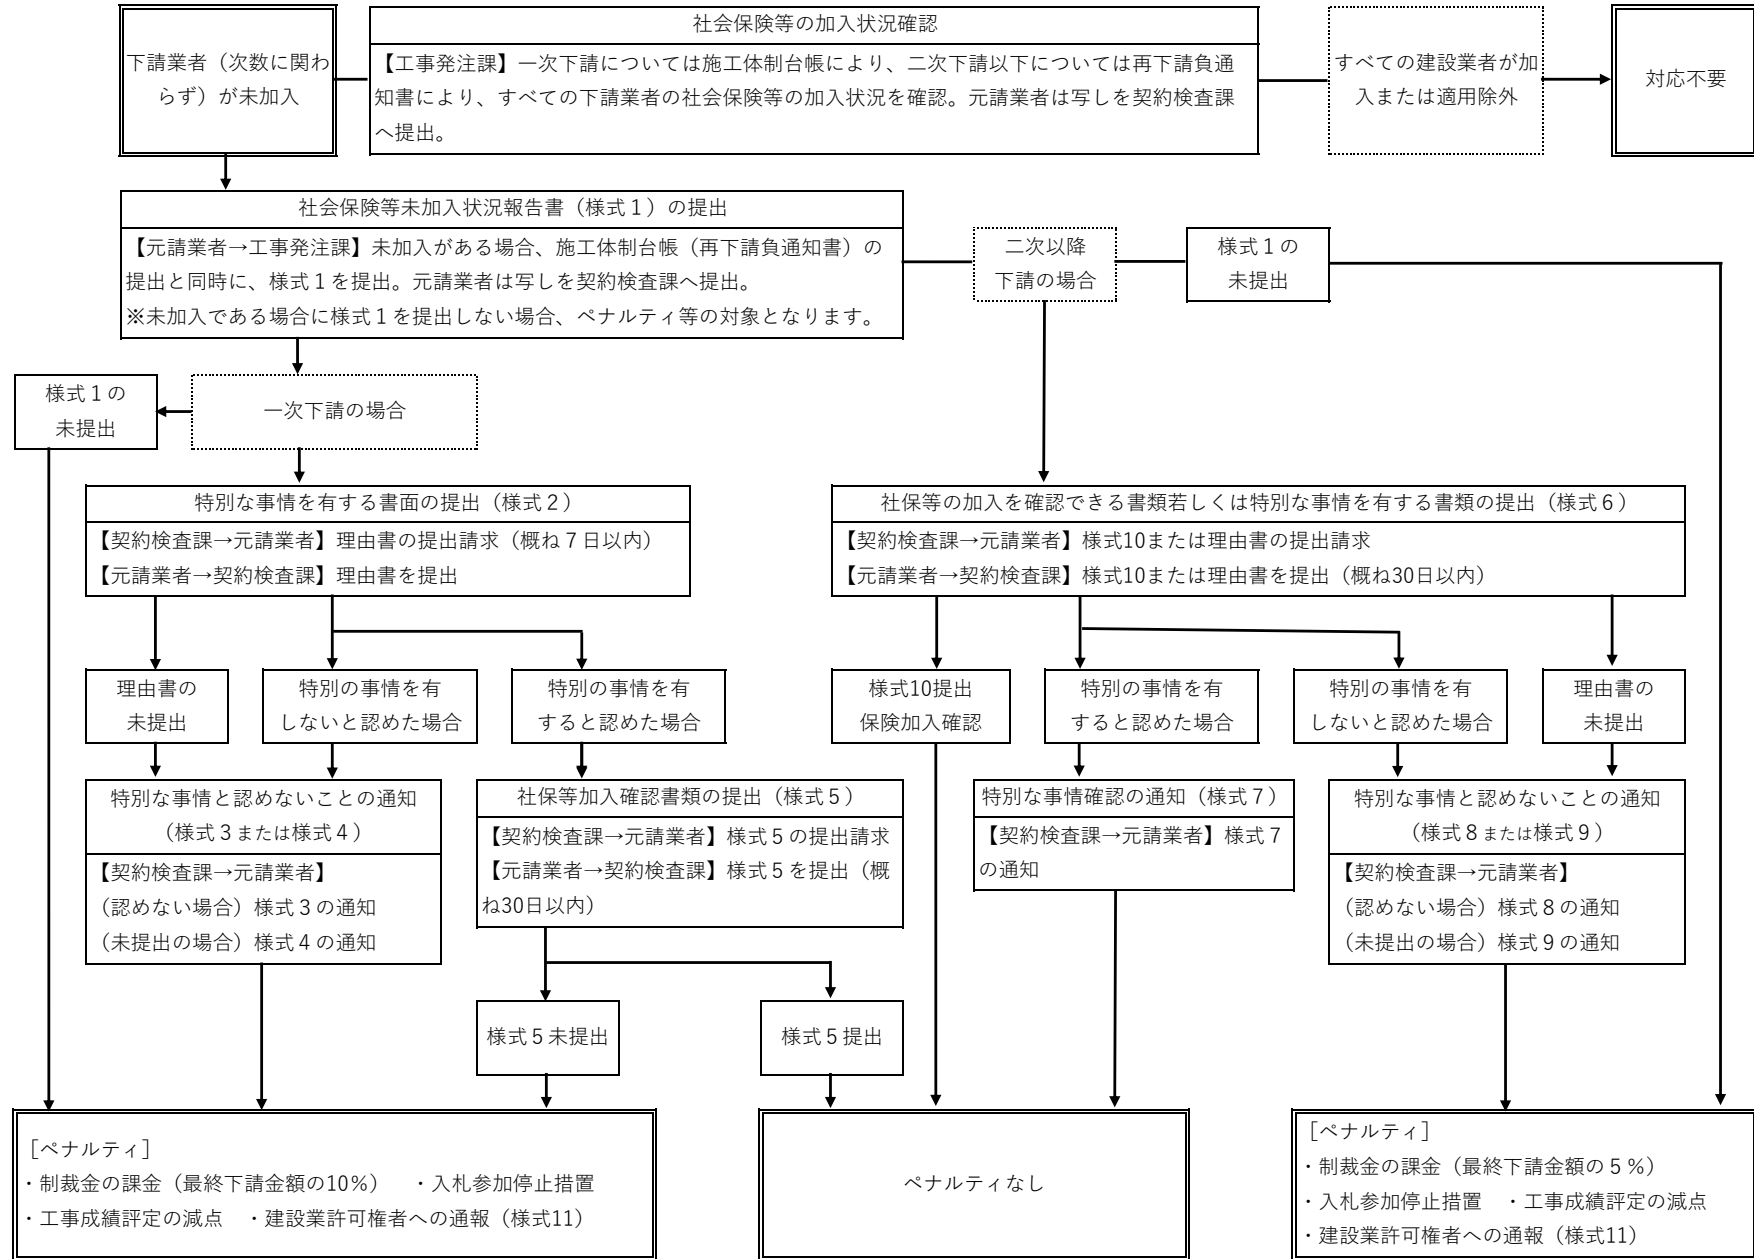 下請業者（次数に関わ
らず）が未加入
社会保険等の加入状況確認
【工事発注課】一次下請については施工体制台帳により、二次下請以下については再下請負通
知書により、すべての下請業者の社会保険等の加入状況を確認。元請業者は写しを契約検査課
へ提出。
すべての建設業者が加
入または適用除外
対応不要
社会保険等未加入状況報告書（様式１）の提出
【元請業者→工事発注課】未加入がある場合、施工体制台帳（再下請負通知書）の
提出と同時に、様式１を提出。元請業者は写しを契約検査課へ提出。
※未加入である場合に様式１を提出しない場合、ペナルティ等の対象となります。
二次以降
下請の場合
様式１の
未提出
様式１の
未提出
一次下請の場合
特別な事情を有する書面の提出（様式２）
【契約検査課→元請業者】理由書の提出請求（概ね７日以内）
【元請業者→契約検査課】理由書を提出
社保等の加入を確認できる書類若しくは特別な事情を有する書類の提出（様式６）
【契約検査課→元請業者】様式10または理由書の提出請求
【元請業者→契約検査課】様式10または理由書を提出（概ね30日以内）
理由書の
未提出
特別の事情を有
しないと認めた場合
特別の事情を有
すると認めた場合
様式10提出
保険加入確認
特別の事情を有
すると認めた場合
特別の事情を有
しないと認めた場合
理由書の
未提出
特別な事情と認めないことの通知
（様式３または様式４）
【契約検査課→元請業者】
（認めない場合）様式３の通知
（未提出の場合）様式４の通知
社保等加入確認書類の提出（様式５）
【契約検査課→元請業者】様式５の提出請求
【元請業者→契約検査課】様式５を提出（概
ね30日以内）
特別な事情確認の通知（様式７）
【契約検査課→元請業者】様式７
の通知
特別な事情と認めないことの通知
（様式８または様式９）
【契約検査課→元請業者】
（認めない場合）様式８の通知
（未提出の場合）様式９の通知
様式５未提出
様式５提出
［ペナルティ］
・制裁金の課金（最終下請金額の10%）　・入札参加停止措置
・工事成績評定の減点　・建設業許可権者への通報（様式11）
ペナルティなし
［ペナルティ］
・制裁金の課金（最終下請金額の５％）
・入札参加停止措置　・工事成績評定の減点
・建設業許可権者への通報（様式11）